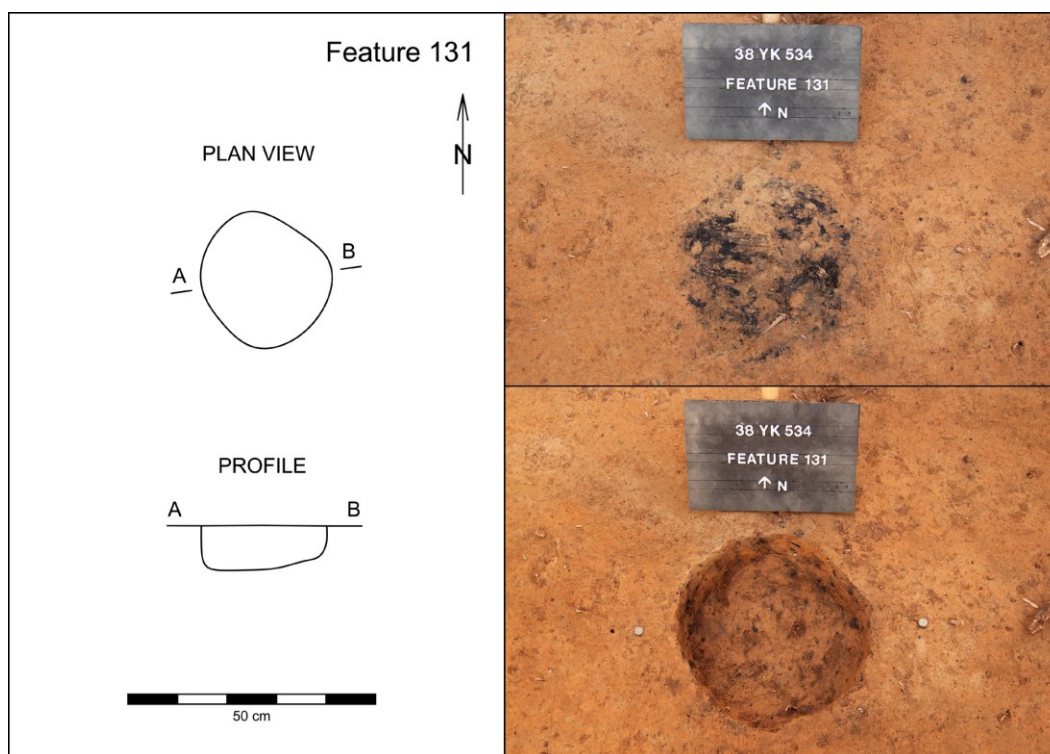 Feature 131
N
PLAN VIEW
A
B
PROFILE
A
B
50 cm
38 YK 534
FEATURE 131
↑ N
38 YK 534
FEATURE 131
↑ N